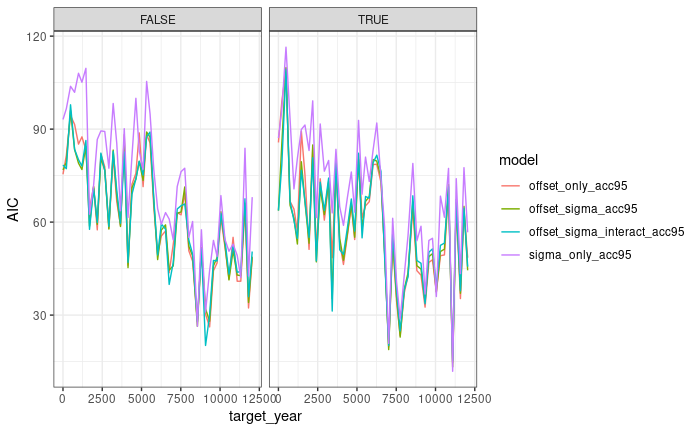 FALSE
TRUE
120
90
60
30
AIC
0 2500 5000 7500 10000 12500
0 2500 5000 7500 10000 12500
target_year
model
offset_only_acc95
offset_sigma_acc95
offset_sigma_interact_acc95
sigma_only_acc95